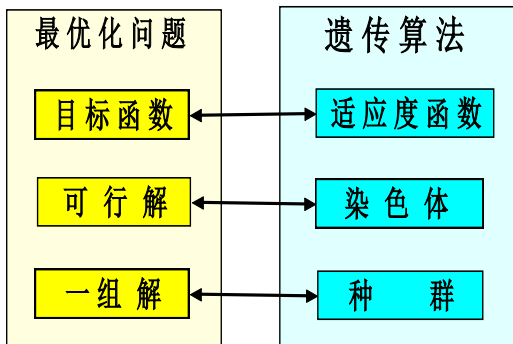 最优化问题
遗传算法
目标函数
适应度函数
可行解
染色体
一组解
种群